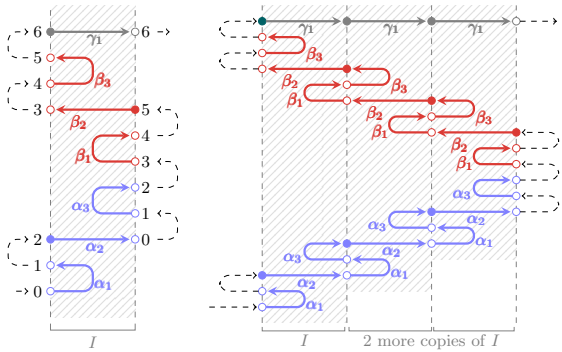 6 γ₁ 6
5
β₃
4
3 5
β₂
4
β₁ 3
2
α₃
1
2 α₂ 0
1
α₁
0
I
γ₁ γ₁ γ₁
β₃
β₂ β₃
β₁
β₂ β₃
β₁
β₂
β₁
α₃
α₃ α₂
α₁
α₃ α₂
α₁
α₂
α₁
I 2 more copies of I